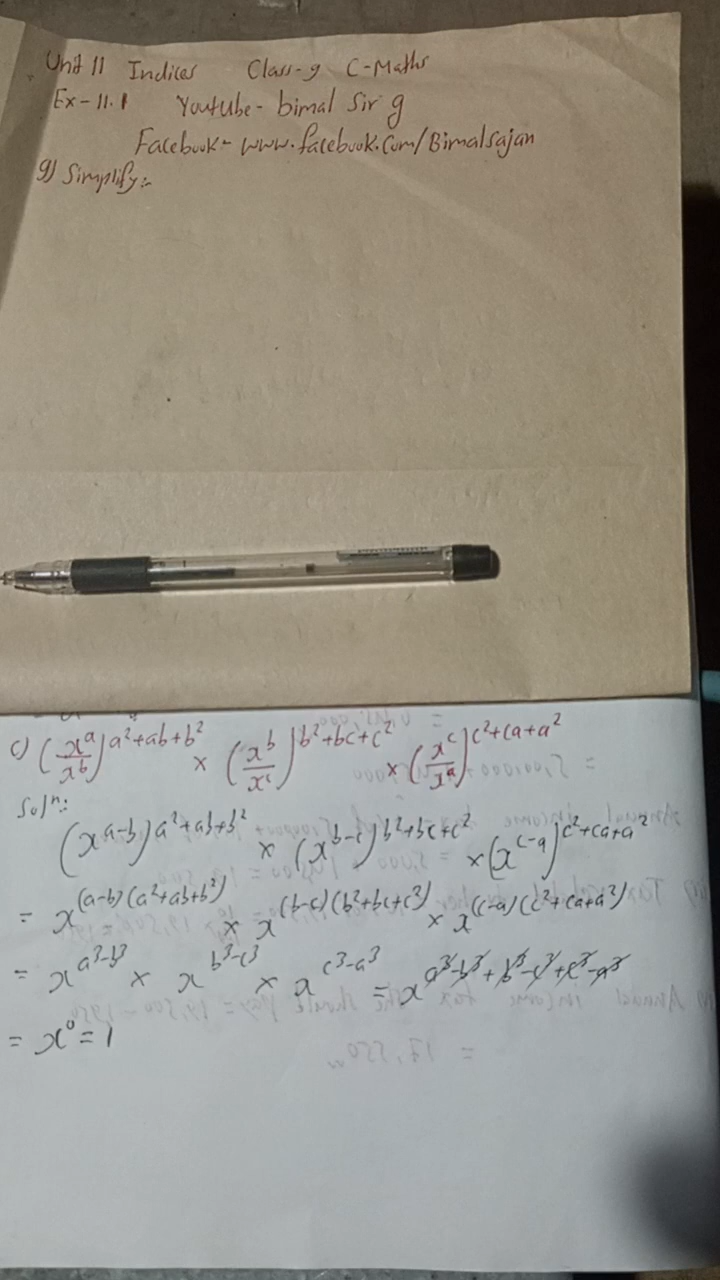 Unit 11 Indices Class-9 C-Maths
Ex-11.1 Youtube- bimal Sir g
Facebook- www.facebook.com/Bimalsajan
9) Simplify:-
c) (x^a/x^b)^a²+ab+b² × (x^b/x^c)^b²+bc+c² × (x^c/x^a)^c²+ca+a²
Solⁿ:
(x^a-b)^a²+ab+b² × (x^b-c)^b²+bc+c² × (x^c-a)^c²+ca+a²
= x^(a-b)(a²+ab+b²) × x^(b-c)(b²+bc+c²) × x^(c-a)(c²+ca+a²)
= x^a³-b³ × x^b³-c³ × x^c³-a³ = x^a³-b³+b³-c³+c³-a³
= x⁰ = 1